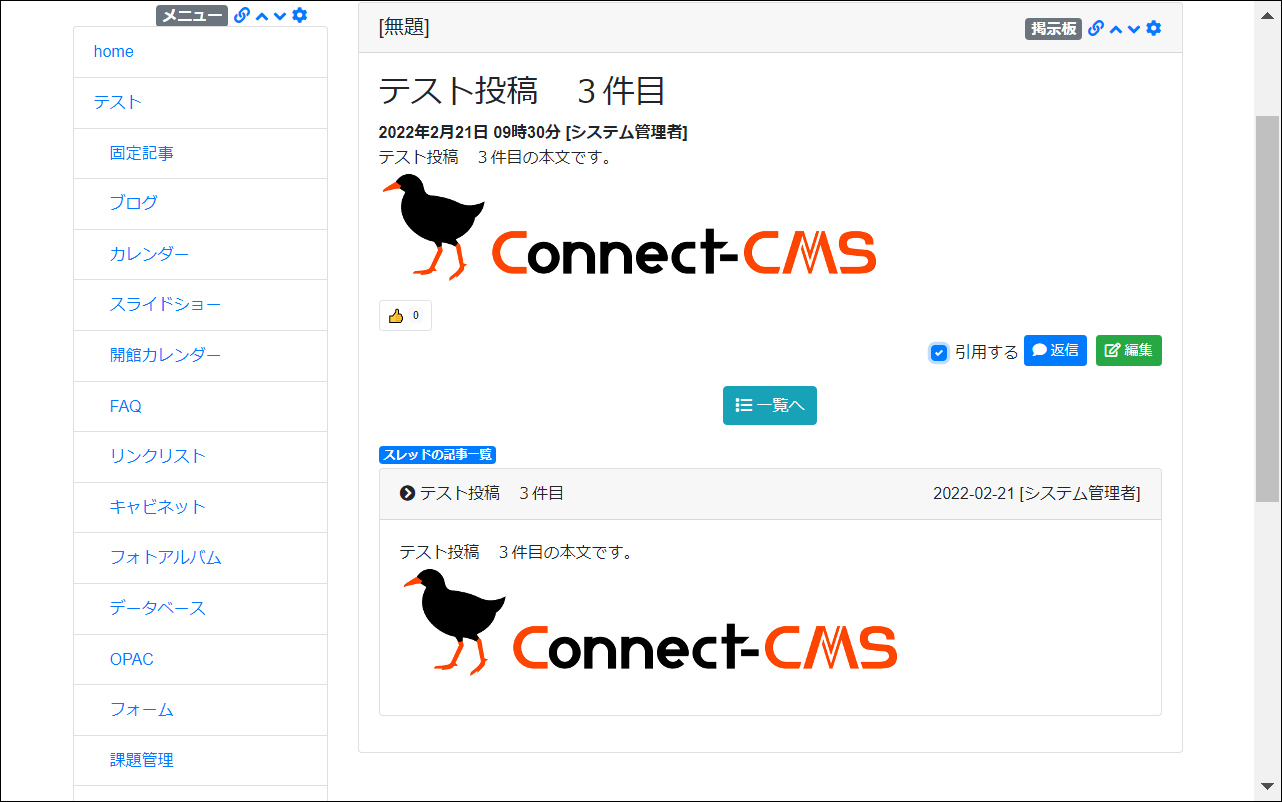 メニュー
home
テスト
固定記事
ブログ
カレンダー
スライドショー
開館カレンダー
FAQ
リンクリスト
キャビネット
フォトアルバム
データベース
OPAC
フォーム
課題管理
[無題]
掲示板
テスト投稿　３件目
2022年2月21日 09時30分 [システム管理者]
テスト投稿　３件目の本文です。
Connect-CMS
0
引用する 返信 編集
一覧へ
スレッドの記事一覧
テスト投稿　３件目 2022-02-21 [システム管理者]
テスト投稿　３件目の本文です。
Connect-CMS